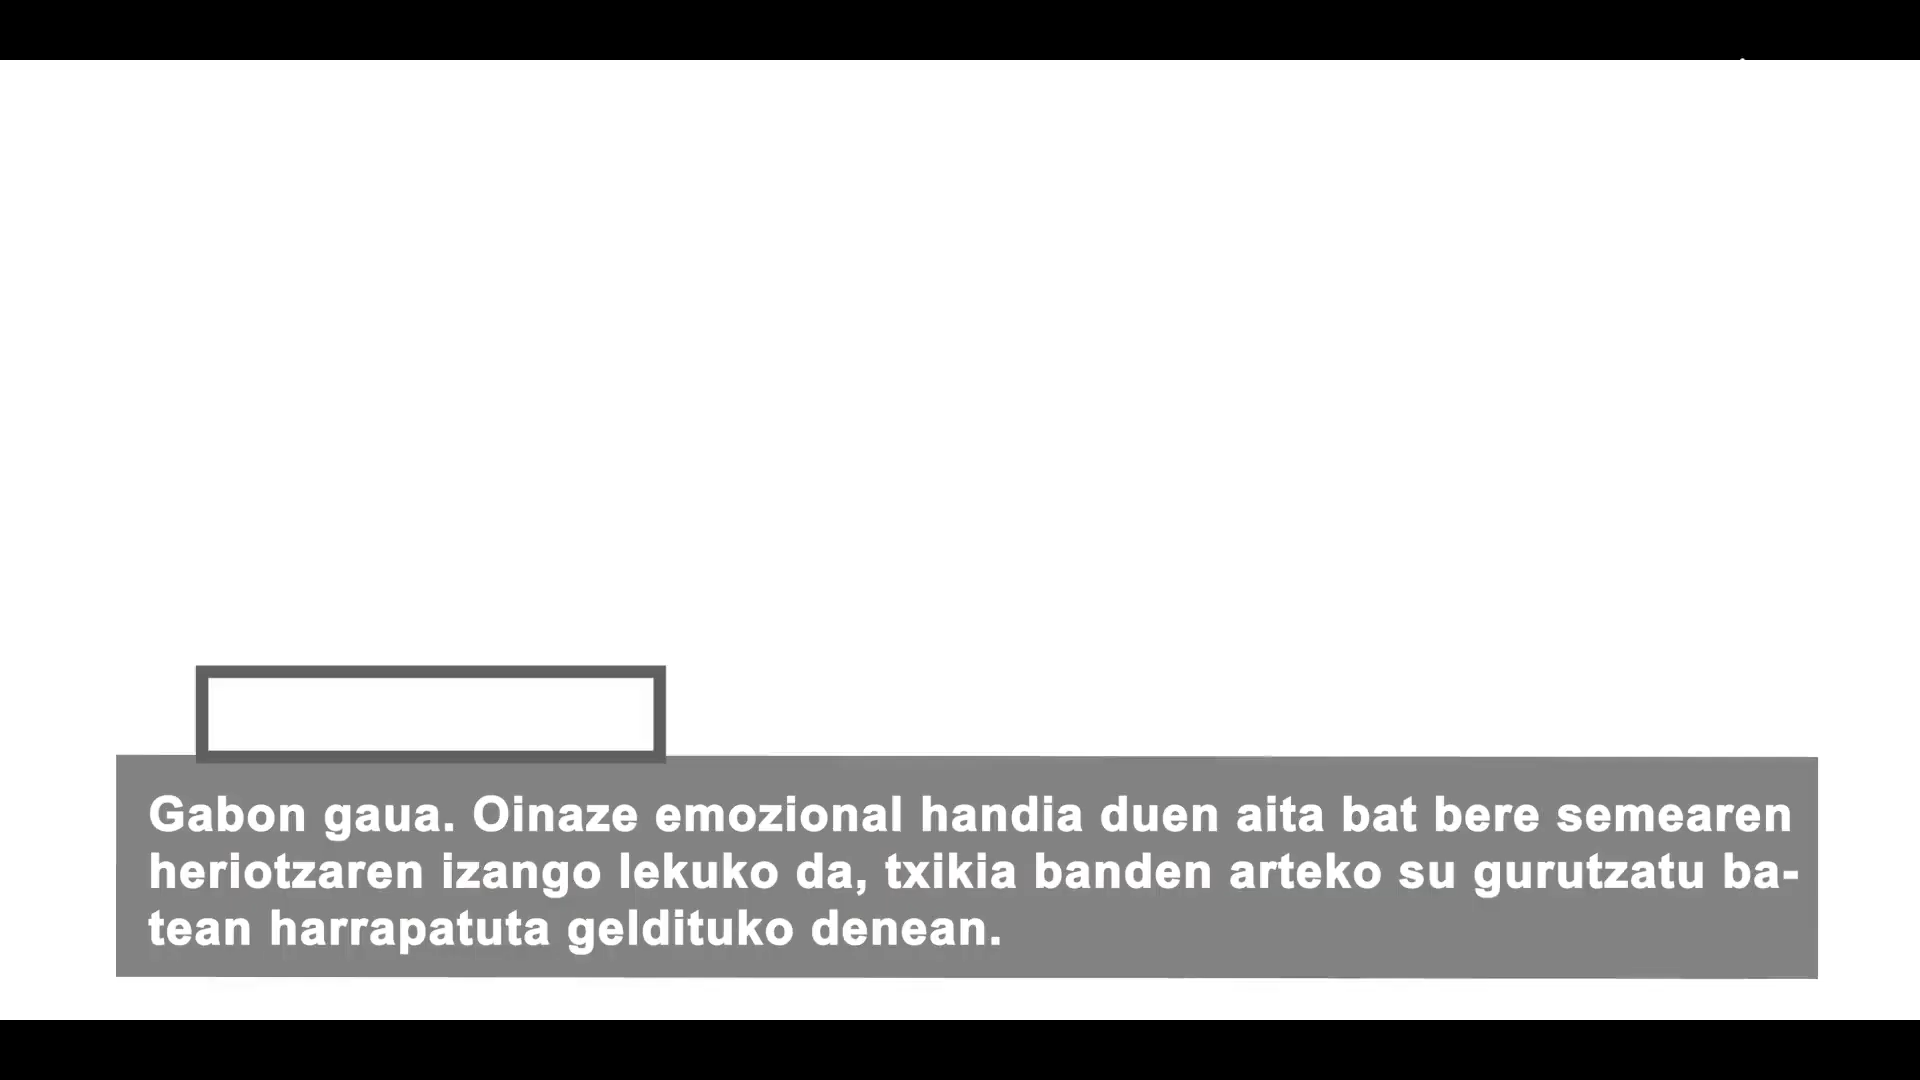 Gabon gaua. Oinaze emozional handia duen aita bat bere semearen
heriotzaren izango lekuko da, txikia banden arteko su gurutzatu ba-
tean harrapatuta geldituko denean.